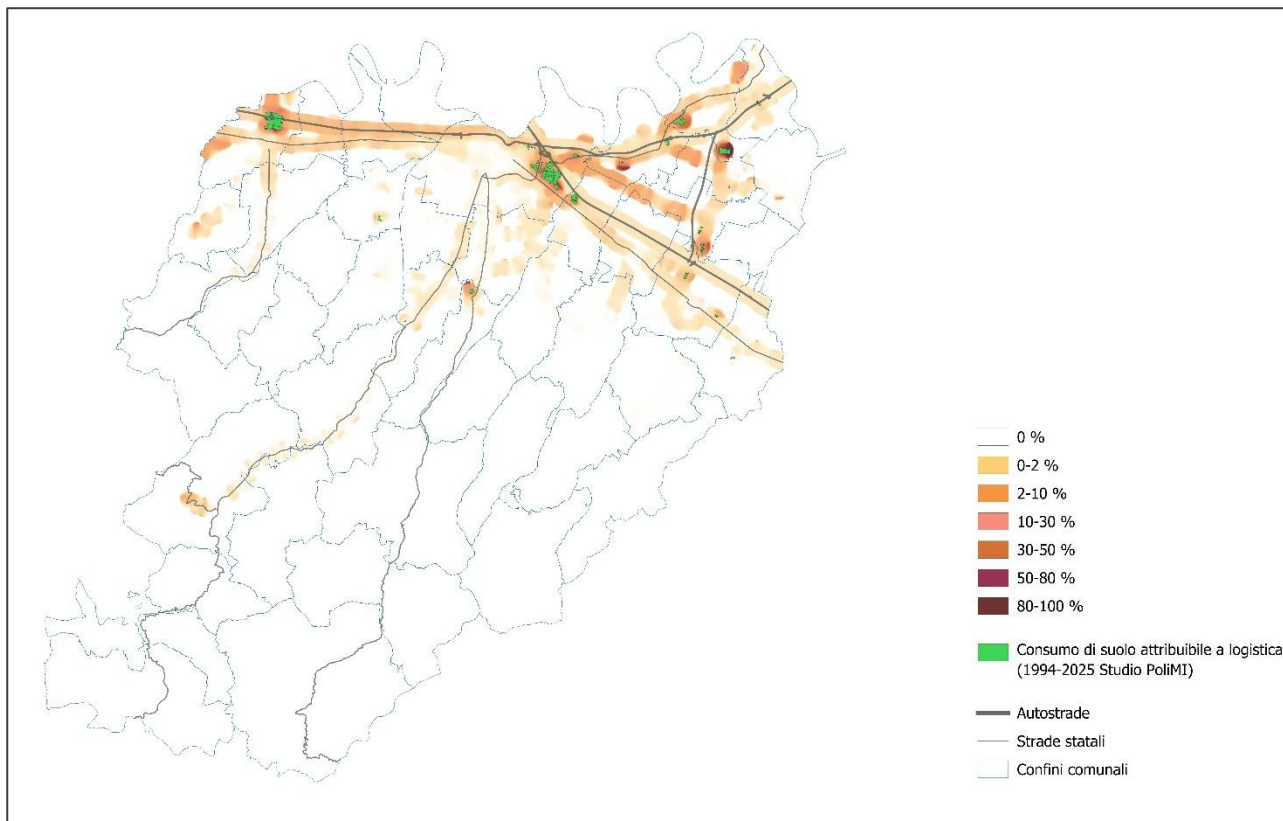 0 %
0-2 %
2-10 %
10-30 %
30-50 %
50-80 %
80-100 %
Consumo di suolo attribuibile a logistica
(1994-2025 Studio PoliMI)
Autostrade
Strade statali
Confini comunali